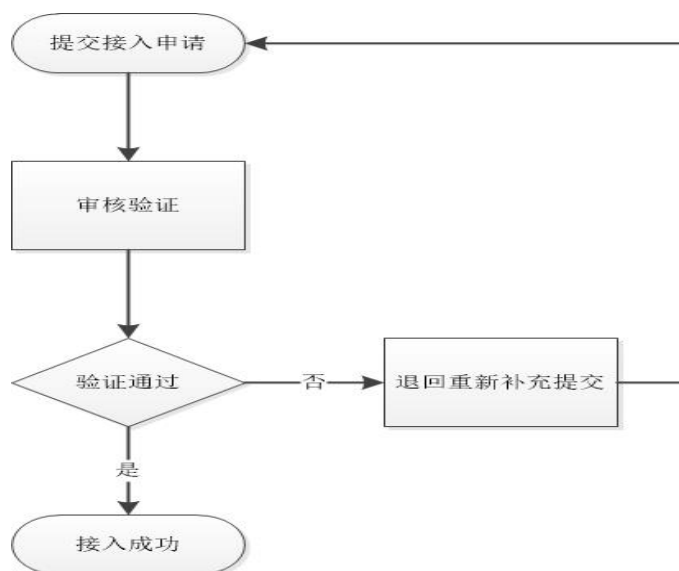 提交接入申请
审核验证
验证通过
否
退回重新补充提交
是
接入成功